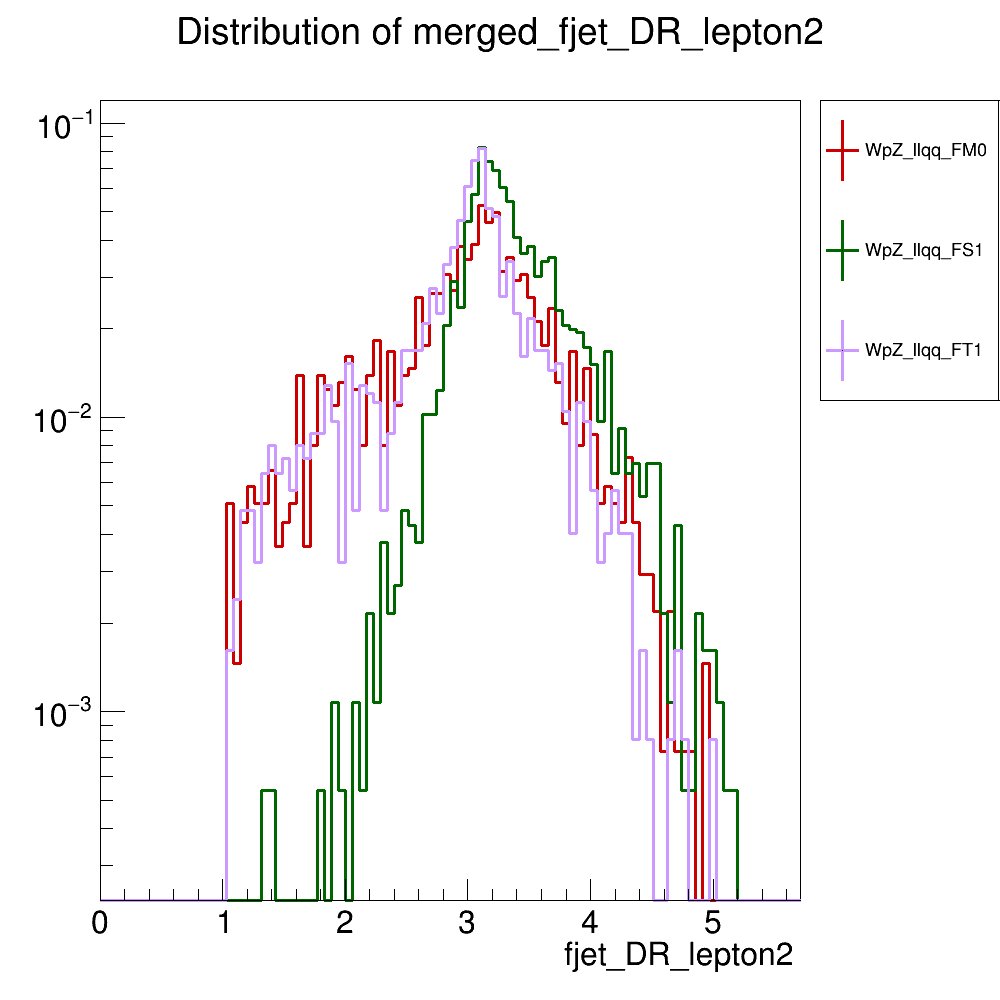 Distribution of merged_fjet_DR_lepton2
10⁻¹
10⁻²
10⁻³
0 1 2 3 4 5
fjet_DR_lepton2
WpZ_llqq_FM0
WpZ_llqq_FS1
WpZ_llqq_FT1